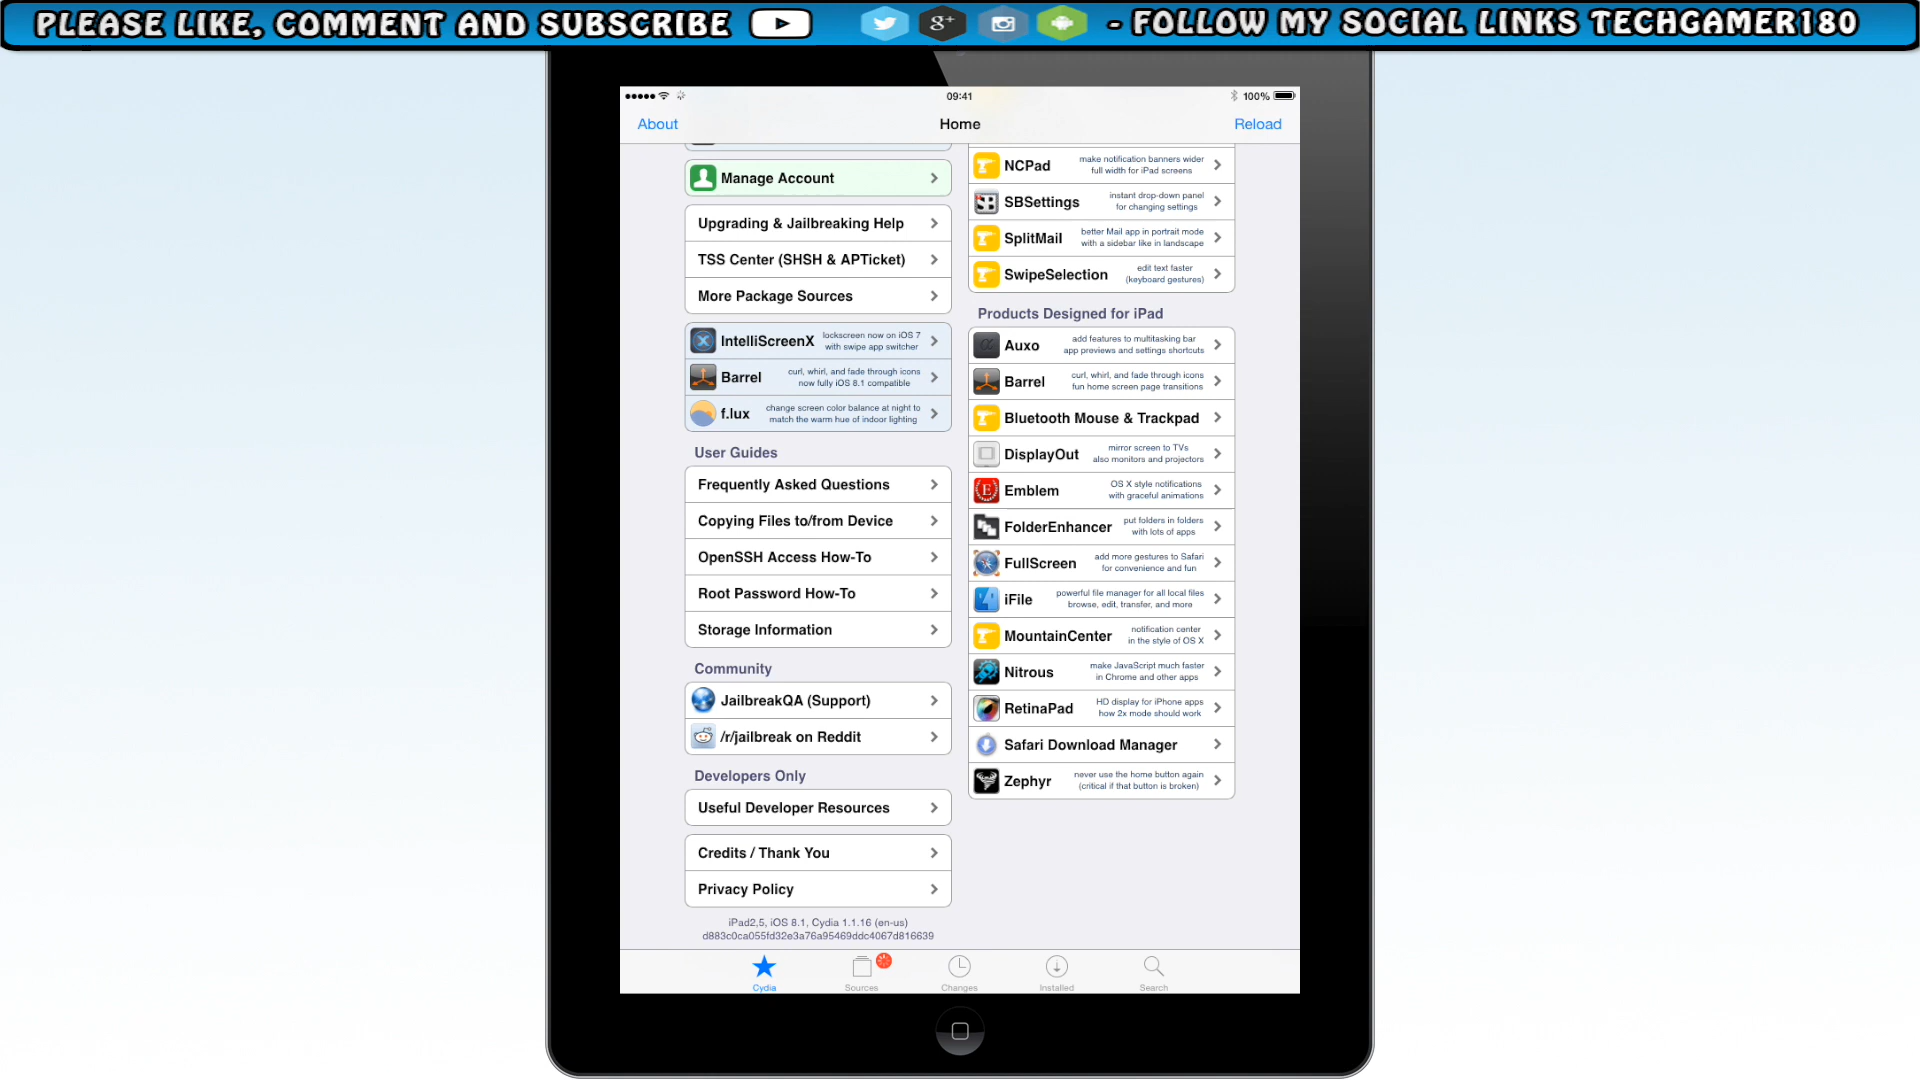 PLEASE LIKE, COMMENT AND SUBSCRIBE - FOLLOW MY SOCIAL LINKS TECHGAMER180
09:41
100%
About
Home
Reload
Manage Account
Upgrading & Jailbreaking Help
TSS Center (SHSH & APTicket)
More Package Sources
IntelliScreenX
lockscreen now on iOS 7
with swipe app switcher
Barrel
curl, whirl, and fade through icons
now fully iOS 8.1 compatible
f.lux
change screen color balance at night to
match the warm hue of indoor lighting
User Guides
Frequently Asked Questions
Copying Files to/from Device
OpenSSH Access How-To
Root Password How-To
Storage Information
Community
JailbreakQA (Support)
/r/jailbreak on Reddit
Developers Only
Useful Developer Resources
Credits / Thank You
Privacy Policy
iPad2,5, iOS 8.1, Cydia 1.1.16 (en-us)
d883c0ca055fd32e3a76a95469ddc4067d816639
NCPad
make notification banners wider
full width for iPad screens
SBSettings
instant drop-down panel
for changing settings
SplitMail
better Mail app in portrait mode
with a sidebar like in landscape
SwipeSelection
edit text faster
(keyboard gestures)
Products Designed for iPad
Auxo
add features to multitasking bar
app previews and settings shortcuts
Barrel
curl, whirl, and fade through icons
fun home screen page transitions
Bluetooth Mouse & Trackpad
DisplayOut
mirror screen to TVs
also monitors and projectors
Emblem
OS X style notifications
with graceful animations
FolderEnhancer
put folders in folders
with lots of apps
FullScreen
add more gestures to Safari
for convenience and fun
iFile
powerful file manager for all local files
browse, edit, transfer, and more
MountainCenter
notification center
in the style of OS X
Nitrous
make JavaScript much faster
in Chrome and other apps
RetinaPad
HD display for iPhone apps
how 2x mode should work
Safari Download Manager
Zephyr
never use the home button again
(critical if that button is broken)
Cydia
Sources
Changes
Installed
Search